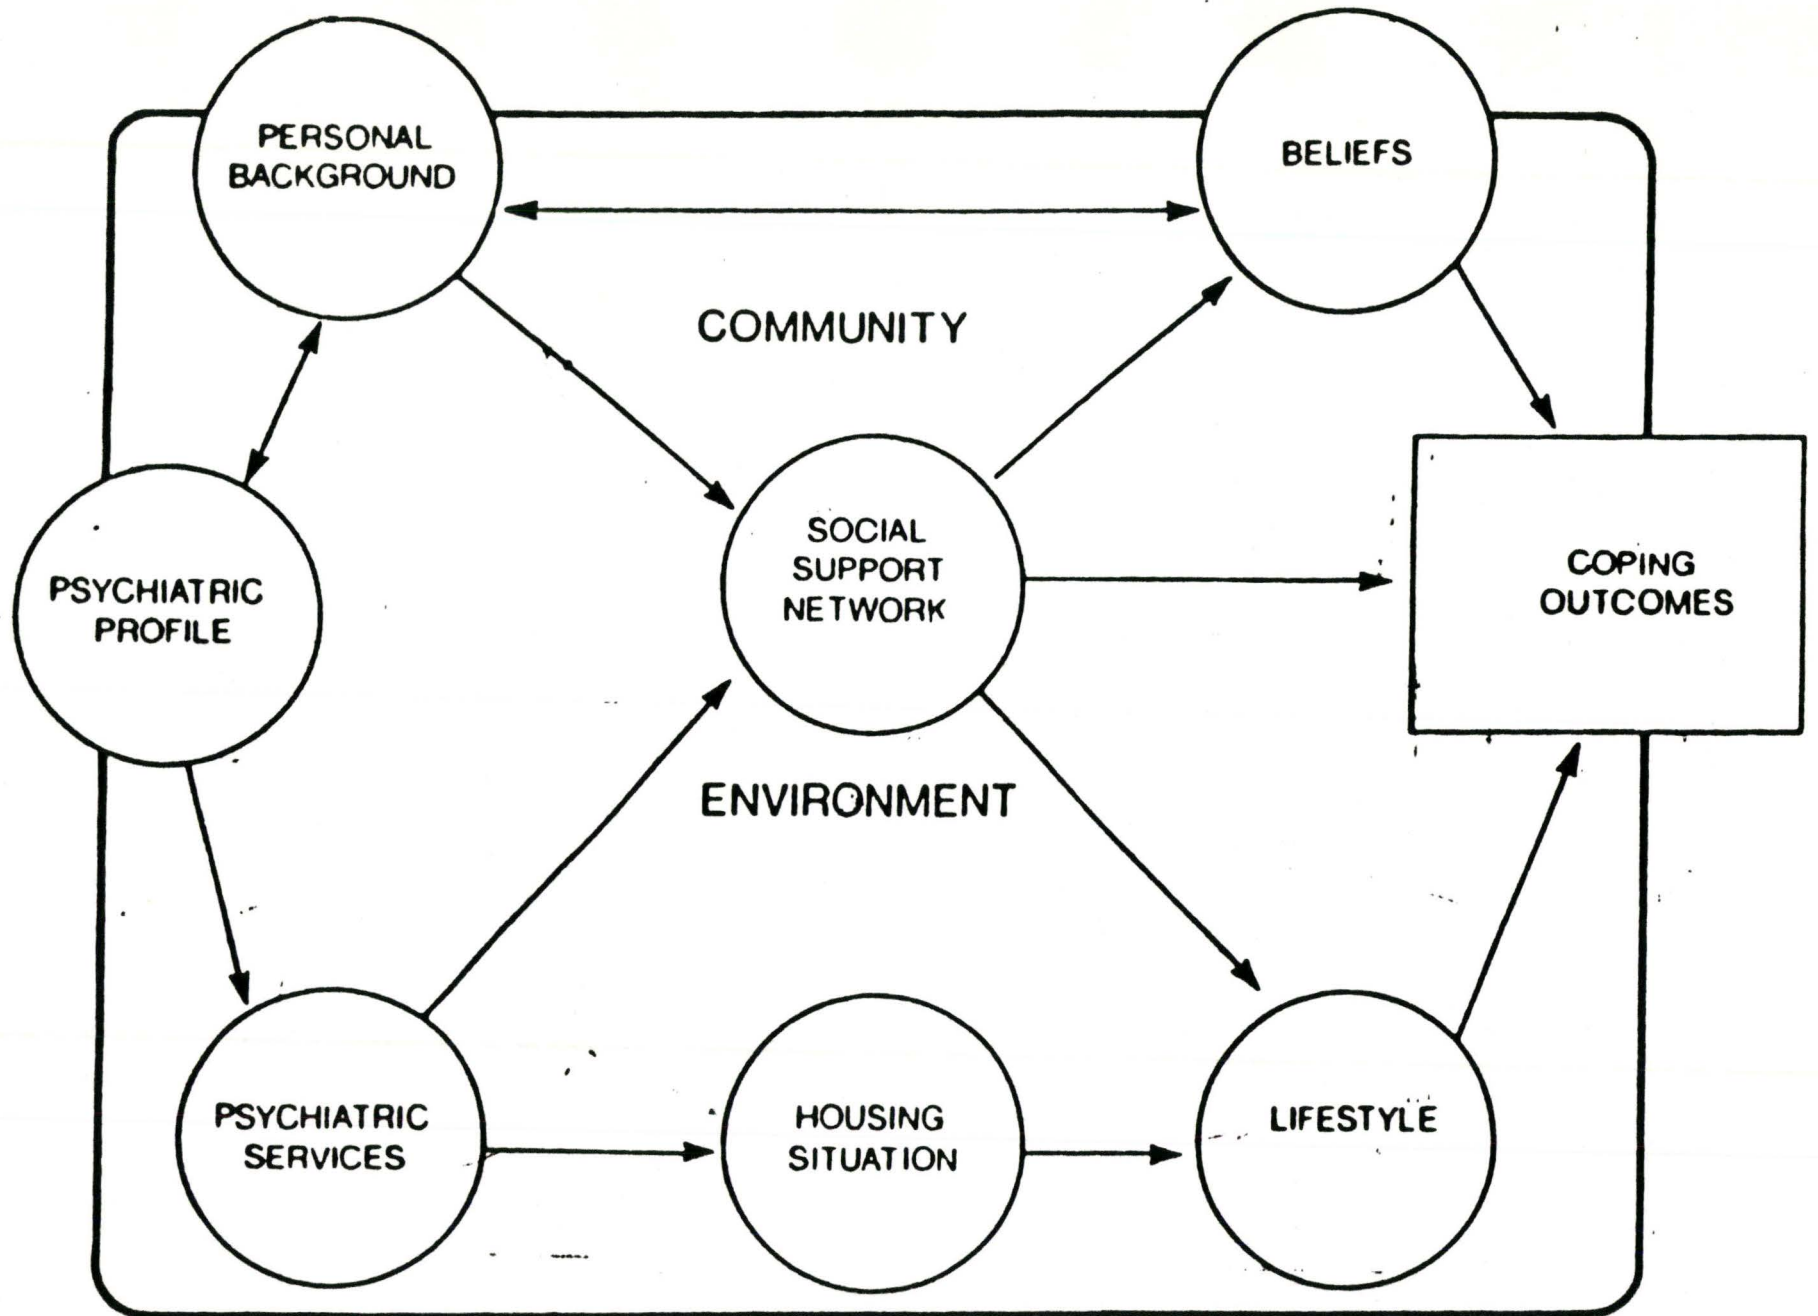 PERSONAL
BACKGROUND
BELIEFS
COMMUNITY
SOCIAL
SUPPORT
NETWORK
COPING
OUTCOMES
PSYCHIATRIC
PROFILE
ENVIRONMENT
PSYCHIATRIC
SERVICES
HOUSING
SITUATION
LIFESTYLE